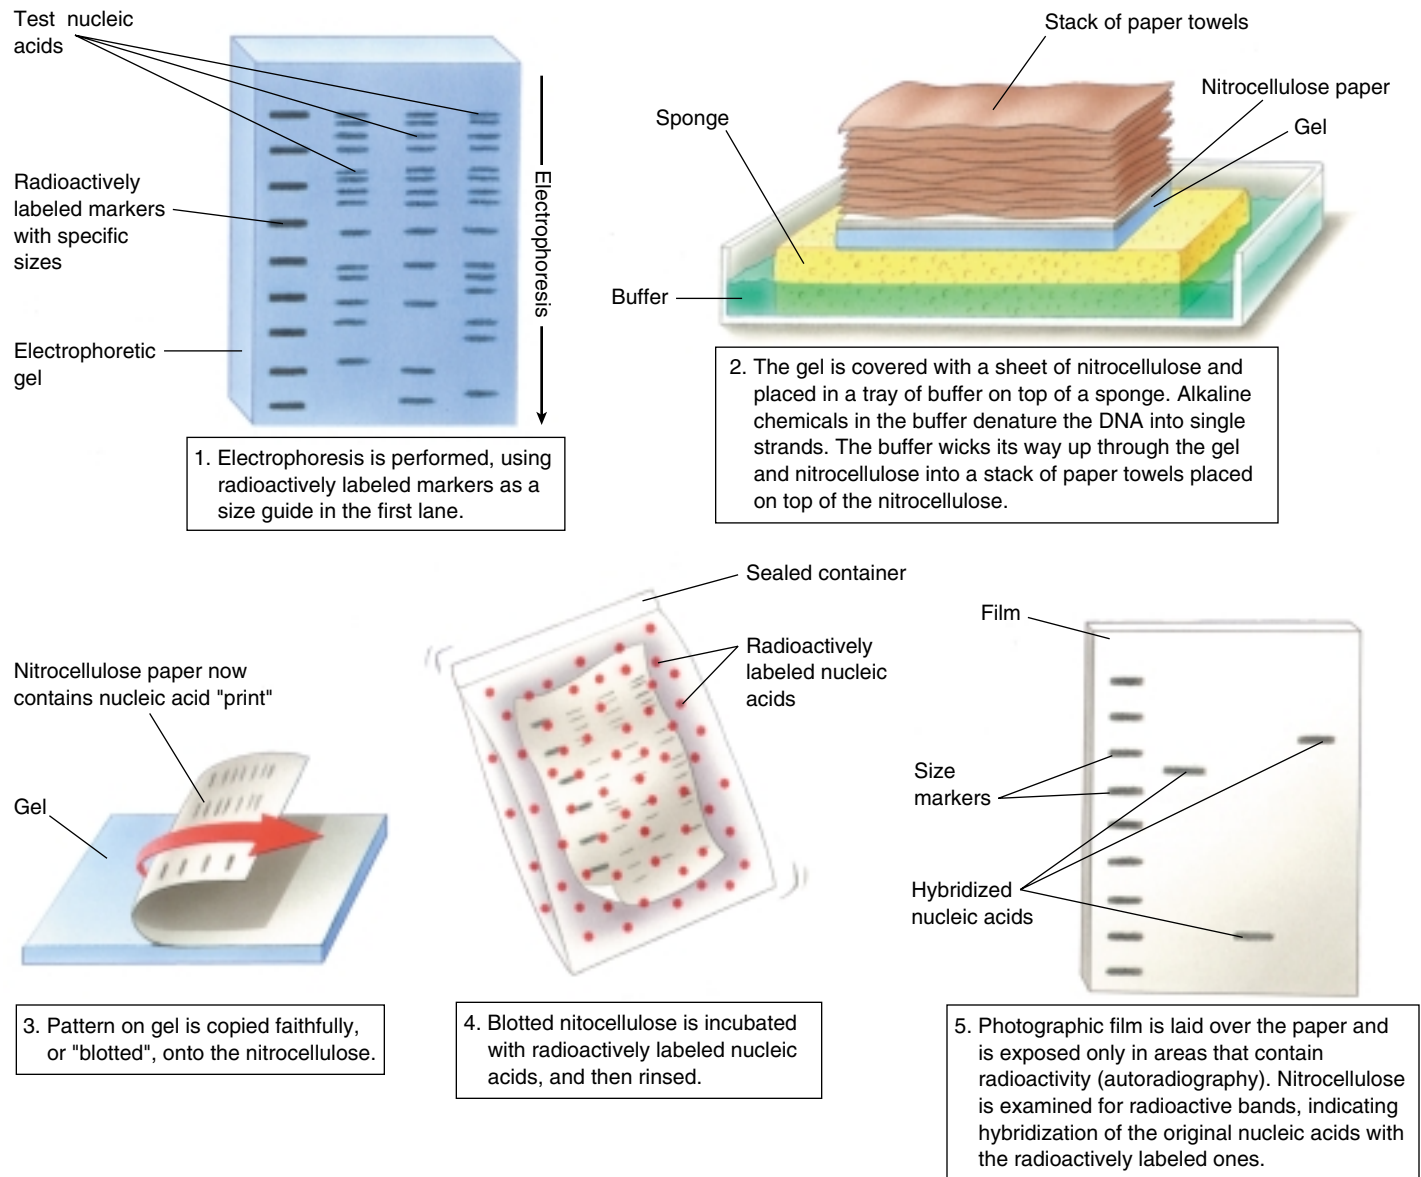 Test nucleic
acids
Radioactively
labeled markers
with specific
sizes
Electrophoretic
gel
Electrophoresis
1. Electrophoresis is performed, using
radioactively labeled markers as a
size guide in the first lane.
Stack of paper towels
Nitrocellulose paper
Gel
Sponge
Buffer
2. The gel is covered with a sheet of nitrocellulose and
placed in a tray of buffer on top of a sponge. Alkaline
chemicals in the buffer denature the DNA into single
strands. The buffer wicks its way up through the gel
and nitrocellulose into a stack of paper towels placed
on top of the nitrocellulose.
Nitrocellulose paper now
contains nucleic acid "print"
Gel
3. Pattern on gel is copied faithfully,
or "blotted", onto the nitrocellulose.
Sealed container
Radioactively
labeled nucleic
acids
4. Blotted nitocellulose is incubated
with radioactively labeled nucleic
acids, and then rinsed.
Film
Size
markers
Hybridized
nucleic acids
5. Photographic film is laid over the paper and
is exposed only in areas that contain
radioactivity (autoradiography). Nitrocellulose
is examined for radioactive bands, indicating
hybridization of the original nucleic acids with
the radioactively labeled ones.